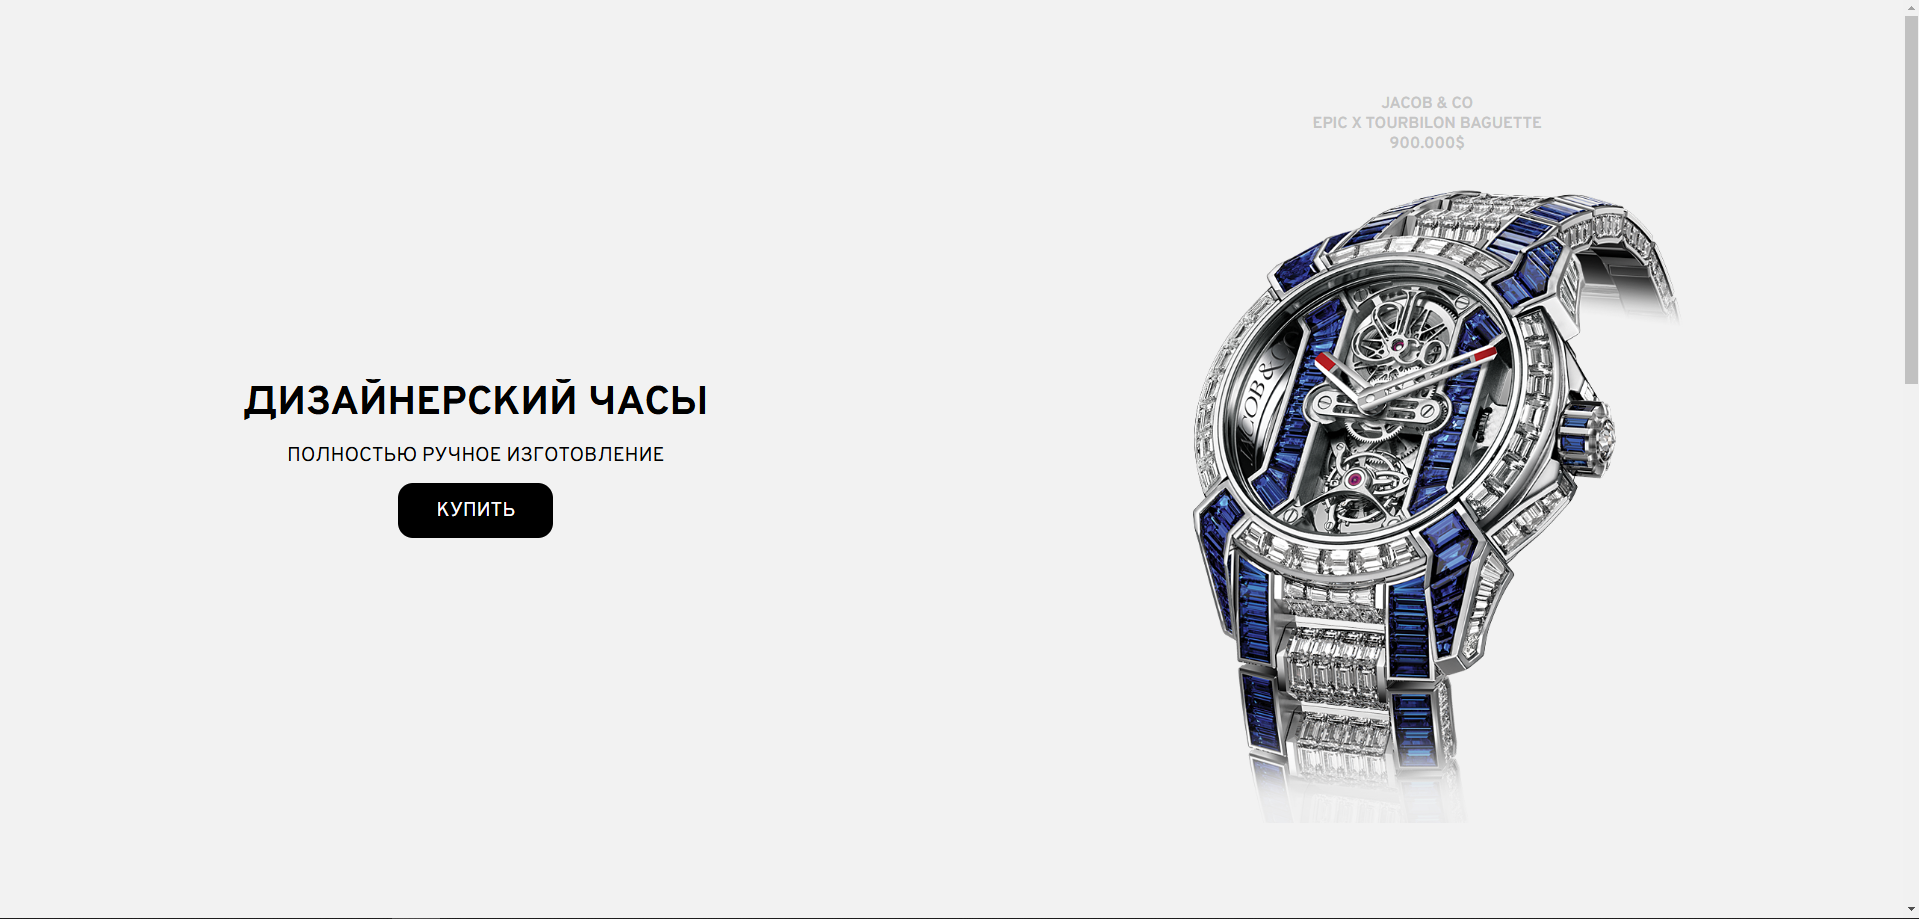 JACOB & CO
EPIC X TOURBILON BAGUETTE
900.000$
ДИЗАЙНЕРСКИЙ ЧАСЫ
ПОЛНОСТЬЮ РУЧНОЕ ИЗГОТОВЛЕНИЕ
КУПИТЬ